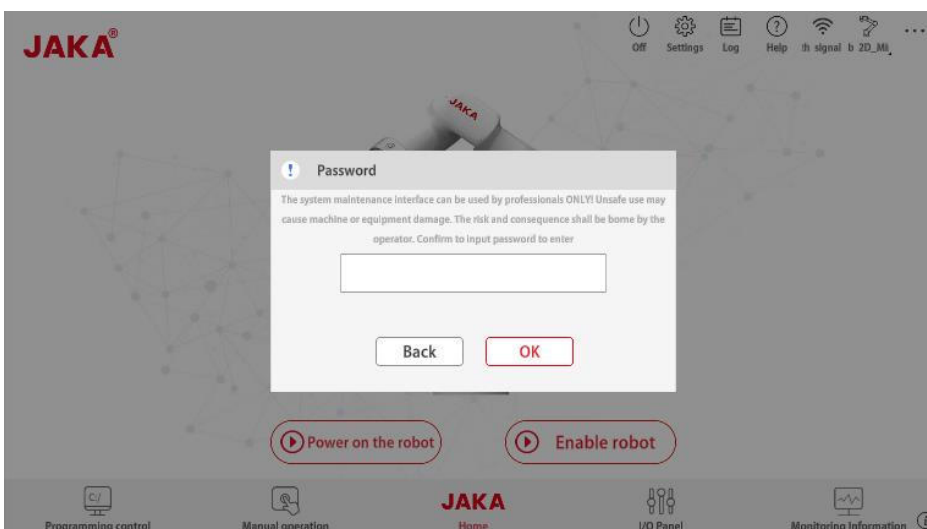 JAKA®
Off Settings Log Help th signal b 2D_Mi
JAKA
! Password
The system maintenance interface can be used by professionals ONLY! Unsafe use may
cause machine or equipment damage. The risk and consequence shall be borne by the
operator. Confirm to input password to enter
Back OK
Power on the robot Enable robot
C:/ JAKA
Programming control Manual operation Home I/O Panel Monitoring Information